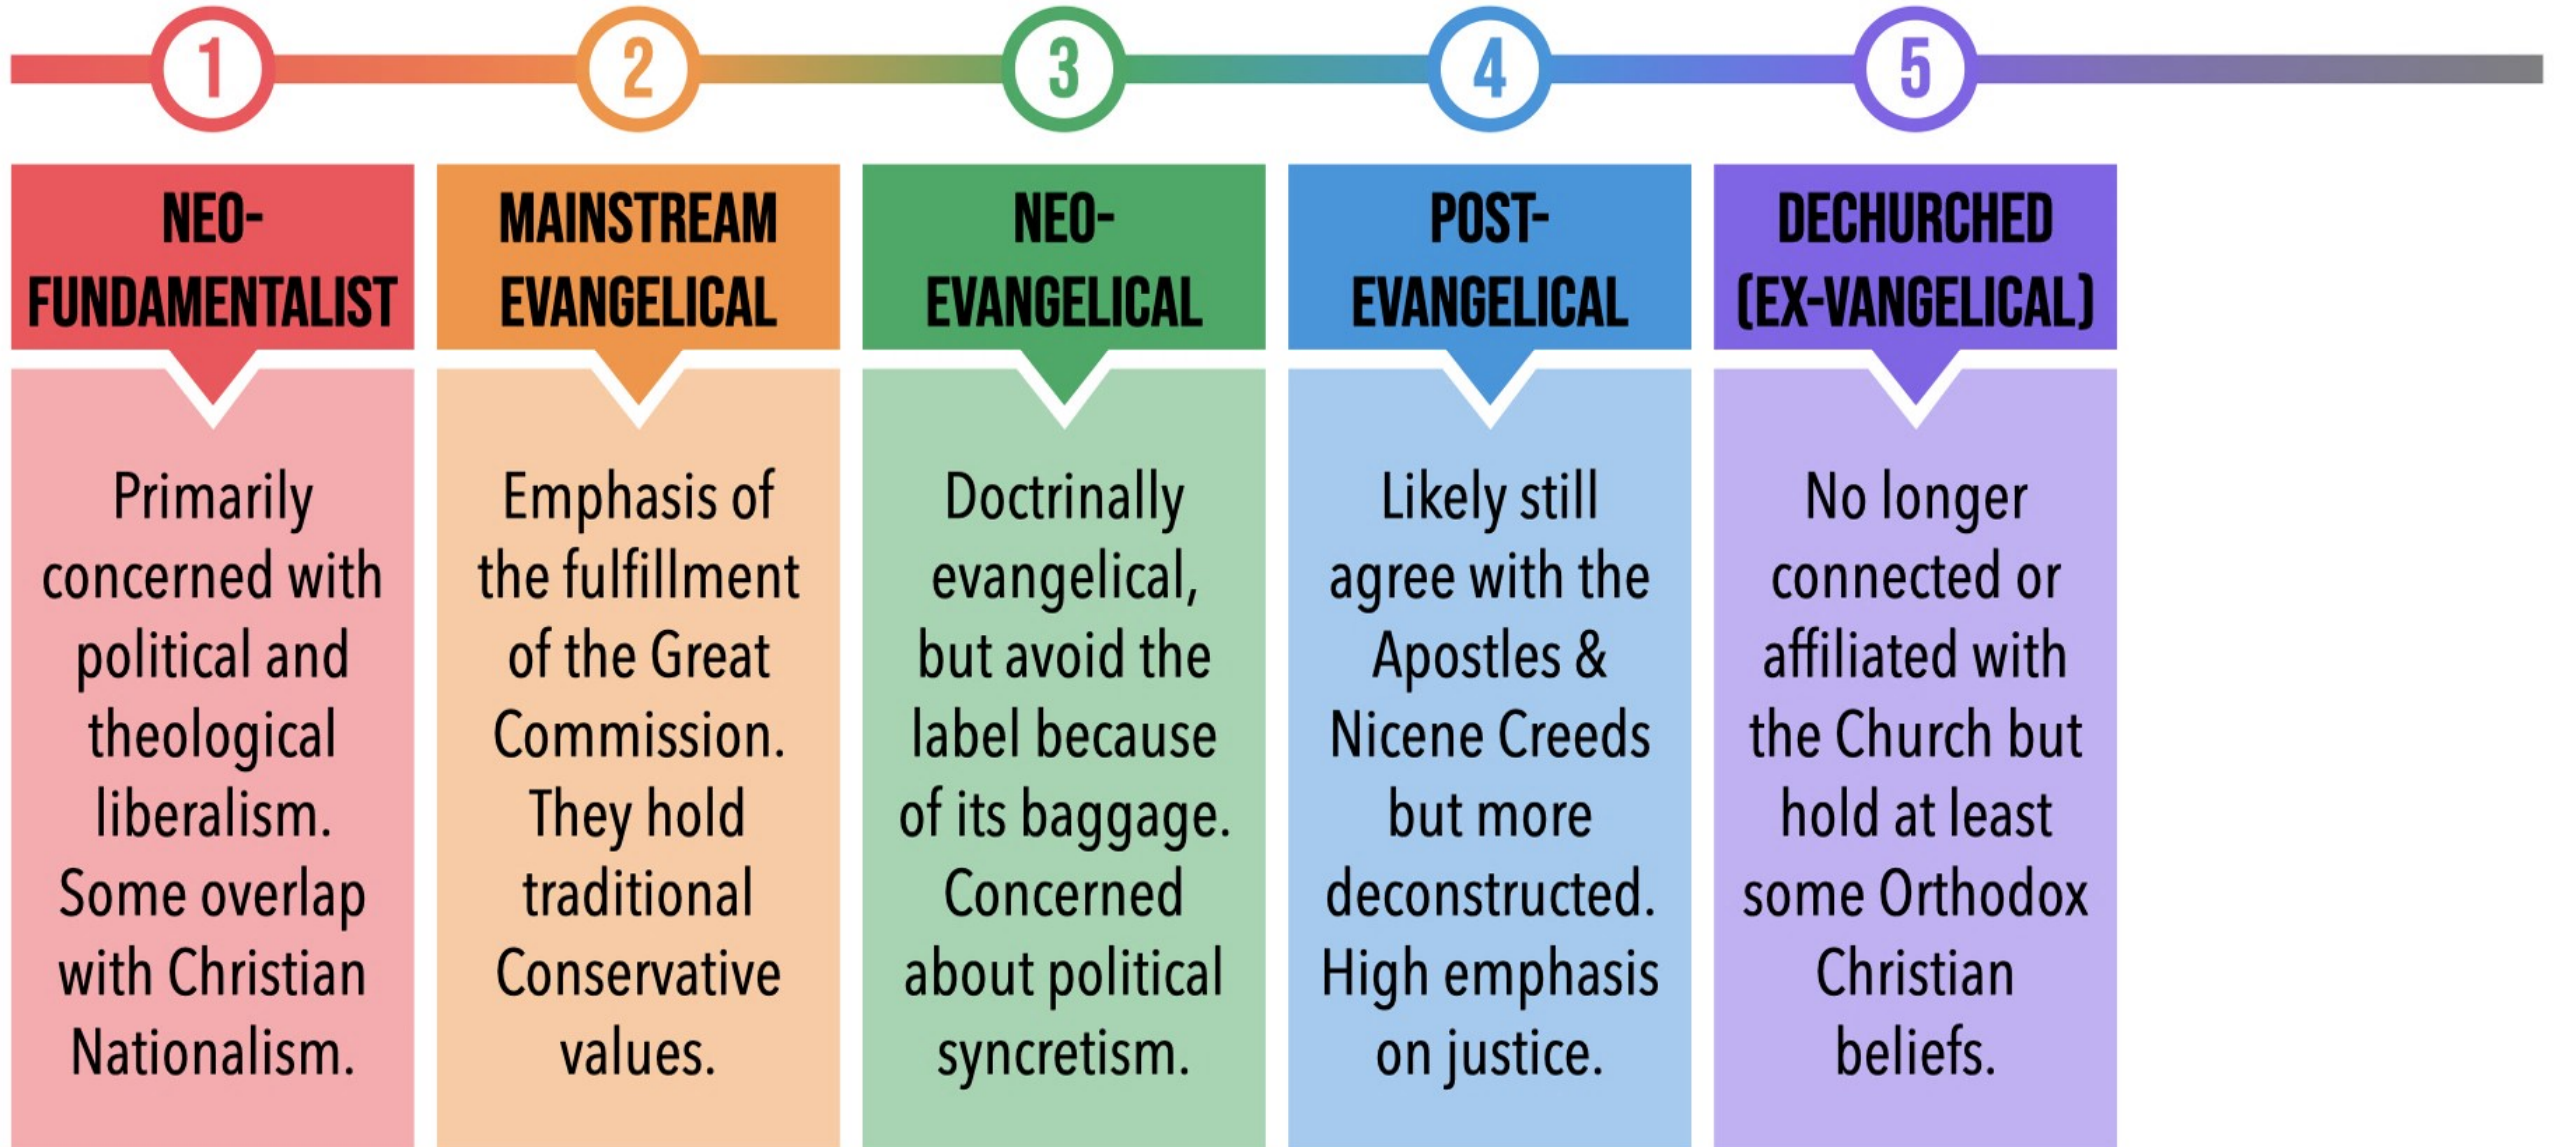 1
2
3
4
5
NEO-
FUNDAMENTALIST
Primarily
concerned with
political and
theological
liberalism.
Some overlap
with Christian
Nationalism.
MAINSTREAM
EVANGELICAL
Emphasis of
the fulfillment
of the Great
Commission.
They hold
traditional
Conservative
values.
NEO-
EVANGELICAL
Doctrinally
evangelical,
but avoid the
label because
of its baggage.
Concerned
about political
syncretism.
POST-
EVANGELICAL
Likely still
agree with the
Apostles &
Nicene Creeds
but more
deconstructed.
High emphasis
on justice.
DECHURCHED
(EX-VANGELICAL)
No longer
connected or
affiliated with
the Church but
hold at least
some Orthodox
Christian
beliefs.